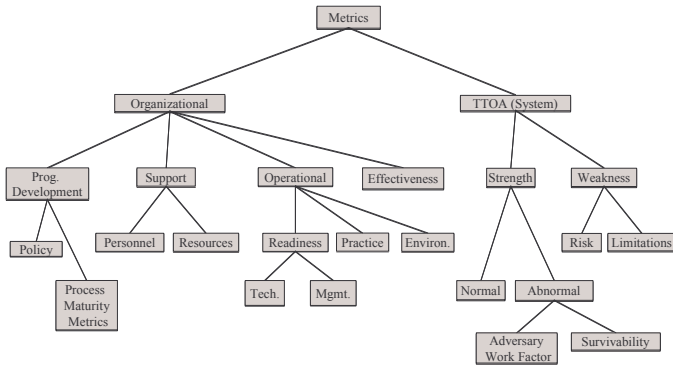 Metrics
Organizational
TTOA (System)
Prog.
Development
Support
Operational
Effectiveness
Strength
Weakness
Policy
Personnel
Resources
Readiness
Practice
Environ.
Risk
Limitations
Process
Maturity
Metrics
Tech.
Mgmt.
Normal
Abnormal
Adversary
Work Factor
Survivability